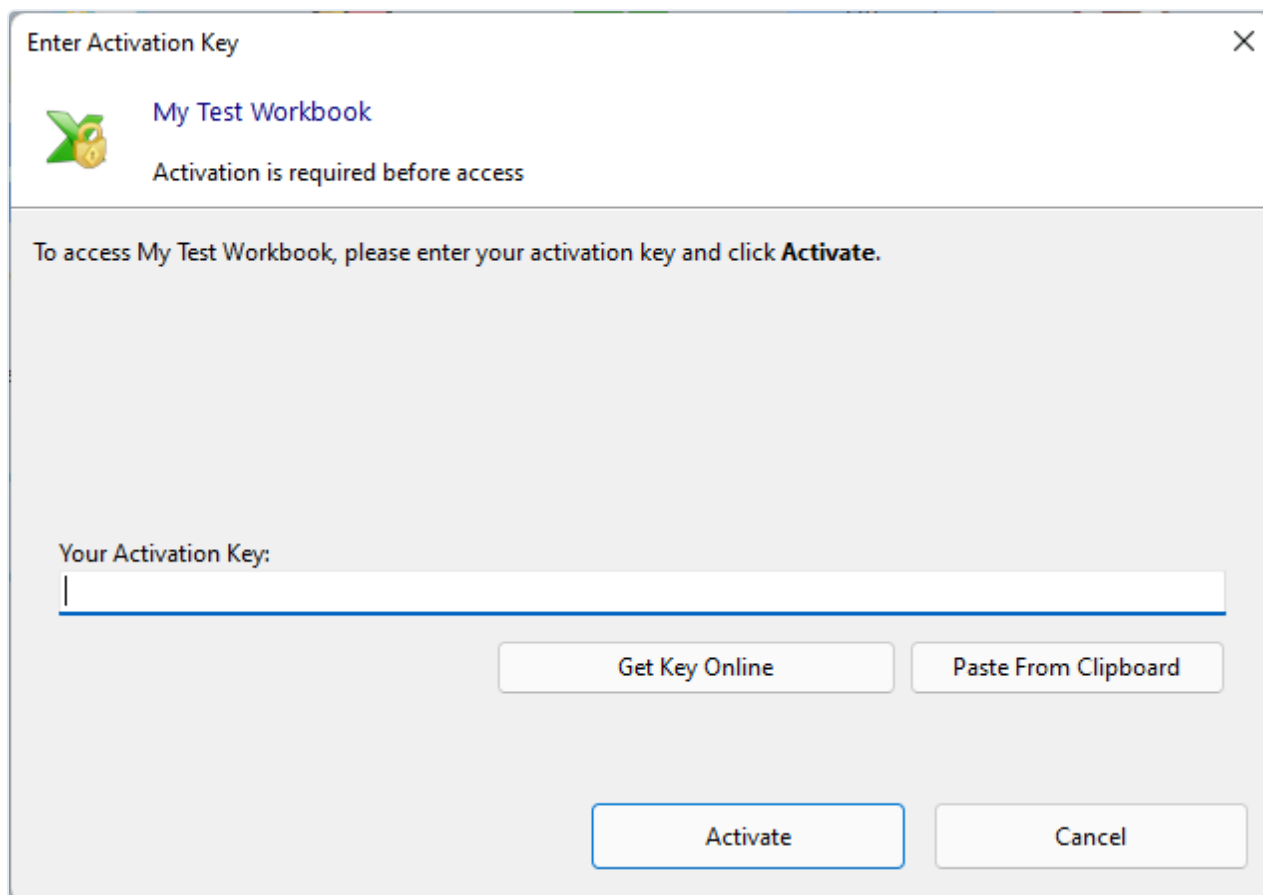 Enter Activation Key
My Test Workbook
Activation is required before access
To access My Test Workbook, please enter your activation key and click Activate.
Your Activation Key:
Get Key Online
Paste From Clipboard
Activate
Cancel